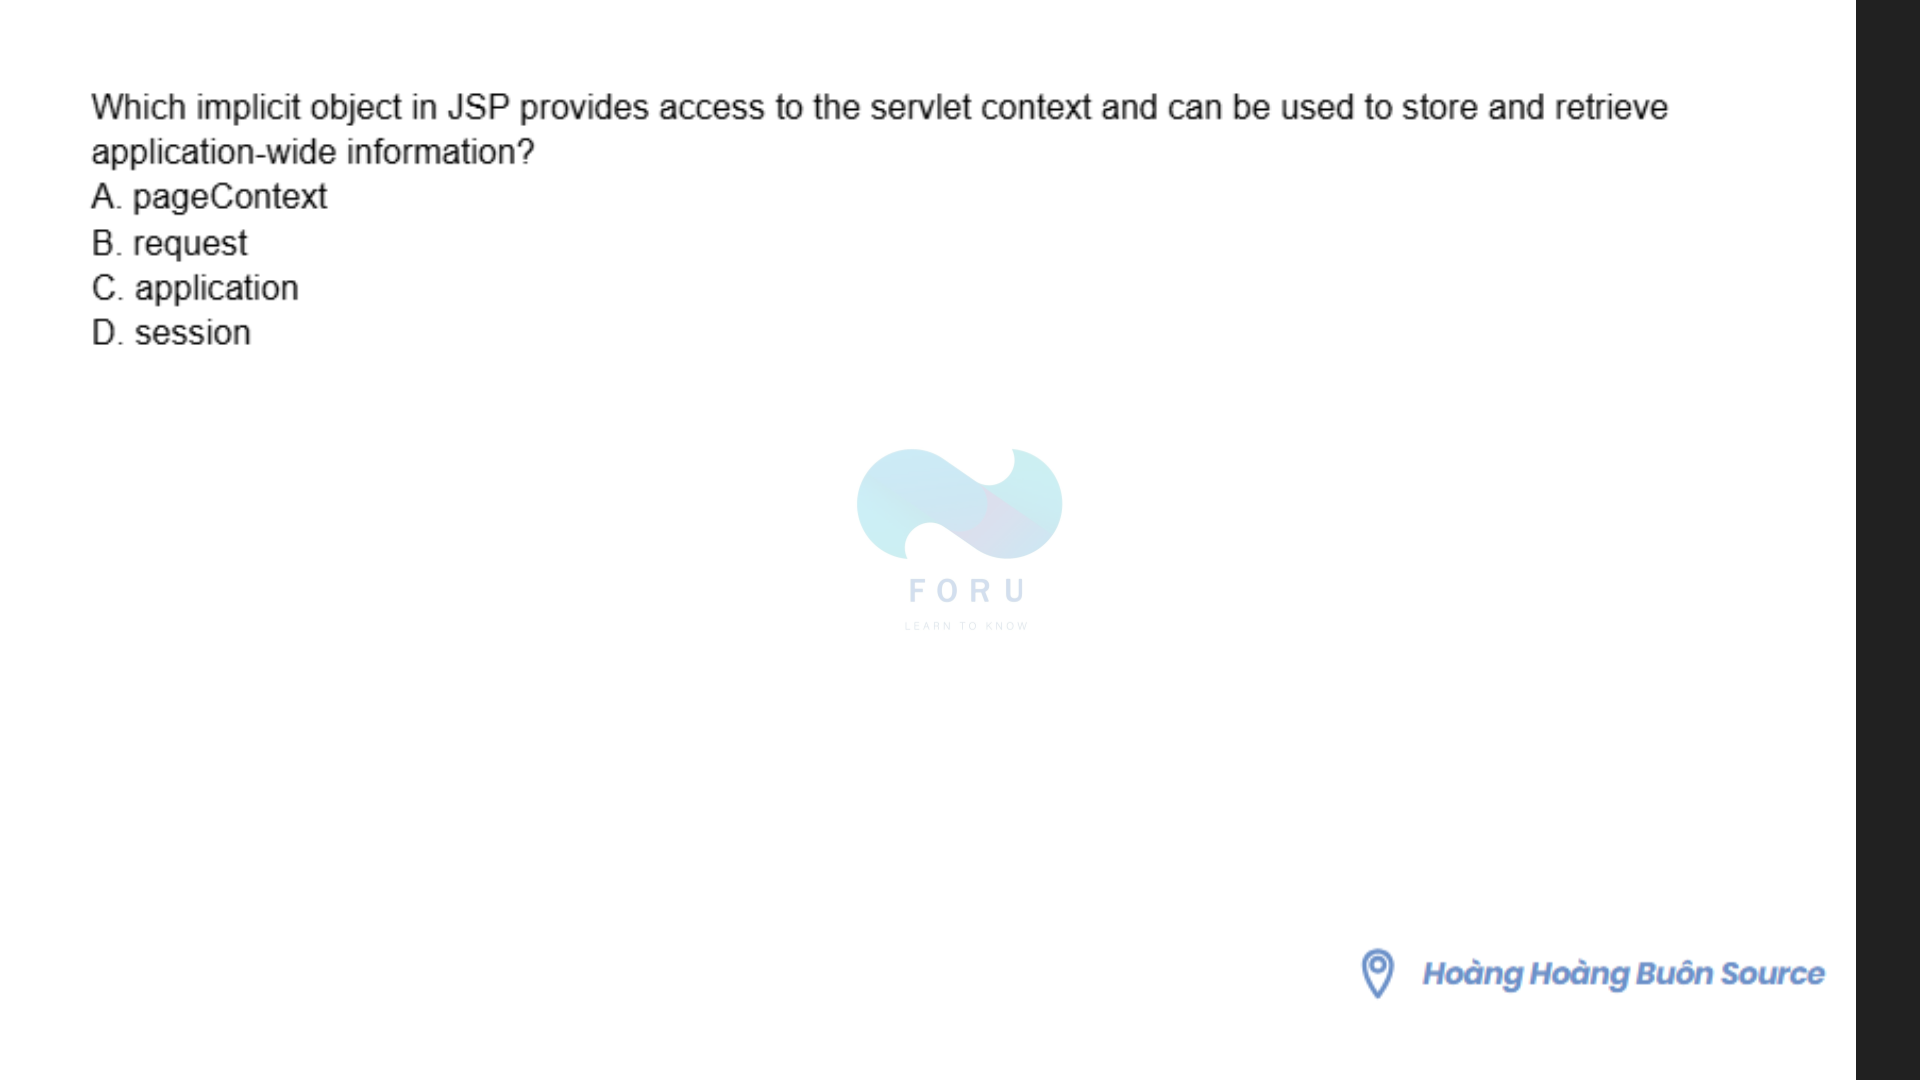 Which implicit object in JSP provides access to the servlet context and can be used to store and retrieve
application-wide information?
A. pageContext
B. request
C. application
D. session
FORU
LEARN TO KNOW
Hoàng Hoàng Buôn Source